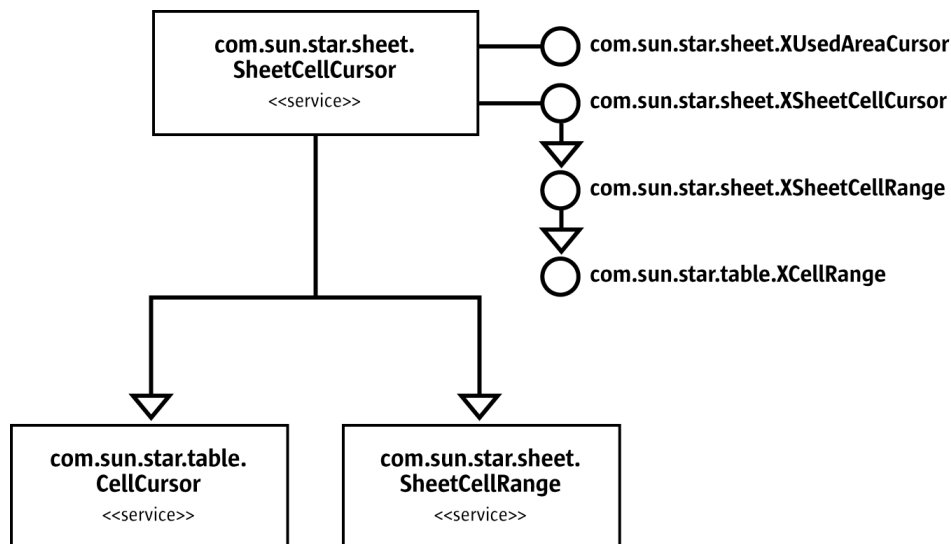 com.sun.star.sheet.
SheetCellCursor
<<service>>
com.sun.star.sheet.XUsedAreaCursor
com.sun.star.sheet.XSheetCellCursor
com.sun.star.sheet.XSheetCellRange
com.sun.star.table.XCellRange
com.sun.star.table.
CellCursor
<<service>>
com.sun.star.sheet.
SheetCellRange
<<service>>